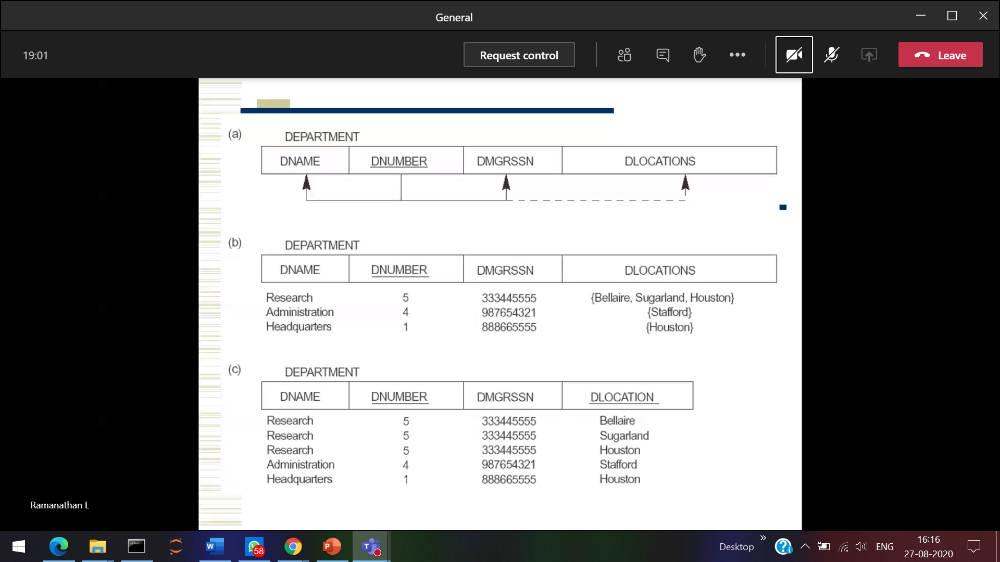 General
19:01
Request control
Leave
(a)
DEPARTMENT
DNAME DNUMBER DMGRSSN DLOCATIONS
(b)
DEPARTMENT
DNAME DNUMBER DMGRSSN DLOCATIONS
Research 5 333445555 {Bellaire, Sugarland, Houston}
Administration 4 987654321 {Stafford}
Headquarters 1 888665555 {Houston}
(c)
DEPARTMENT
DNAME DNUMBER DMGRSSN DLOCATION
Research 5 333445555 Bellaire
Research 5 333445555 Sugarland
Research 5 333445555 Houston
Administration 4 987654321 Stafford
Headquarters 1 888665555 Houston
Ramanathan L
58
Desktop
ENG
16:16
27-08-2020